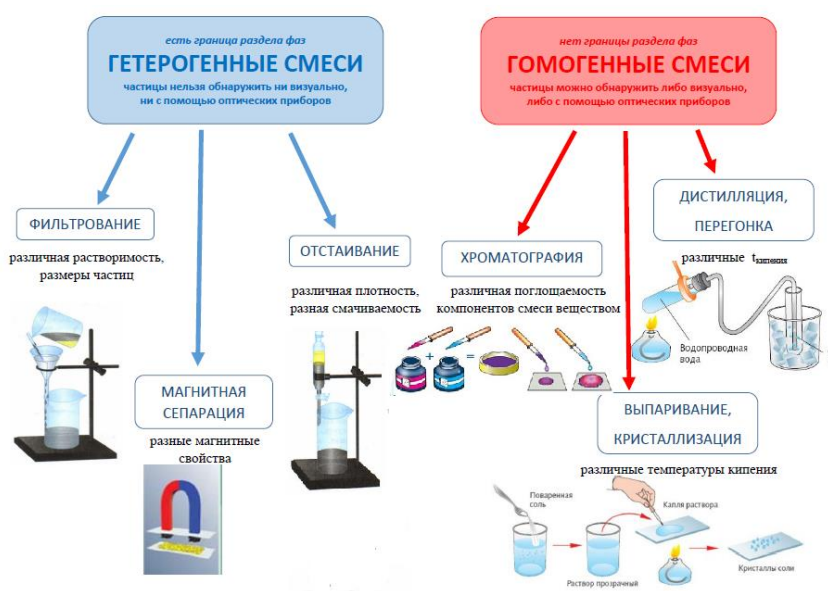 есть граница раздела фаз
ГЕТЕРОГЕННЫЕ СМЕСИ
частицы нельзя обнаружить ни визуально,
ни с помощью оптических приборов
нет границы раздела фаз
ГОМОГЕННЫЕ СМЕСИ
частицы можно обнаружить либо визуально,
либо с помощью оптических приборов
ФИЛЬТРОВАНИЕ
различная растворимость,
размеры частиц
МАГНИТНАЯ
СЕПАРАЦИЯ
разные магнитные
свойства
ОТСТАИВАНИЕ
различная плотность,
разная смачиваемость
ХРОМАТОГРАФИЯ
различная поглощаемость
компонентов смеси веществом
+
=
ДИСТИЛЛЯЦИЯ,
ПЕРЕГОНКА
различные tкипения
Водопроводная
вода
ВЫПАРИВАНИЕ,
КРИСТАЛЛИЗАЦИЯ
различные температуры кипения
Поваренная
соль
Капля раствора
Раствор прозрачный
Кристаллы соли